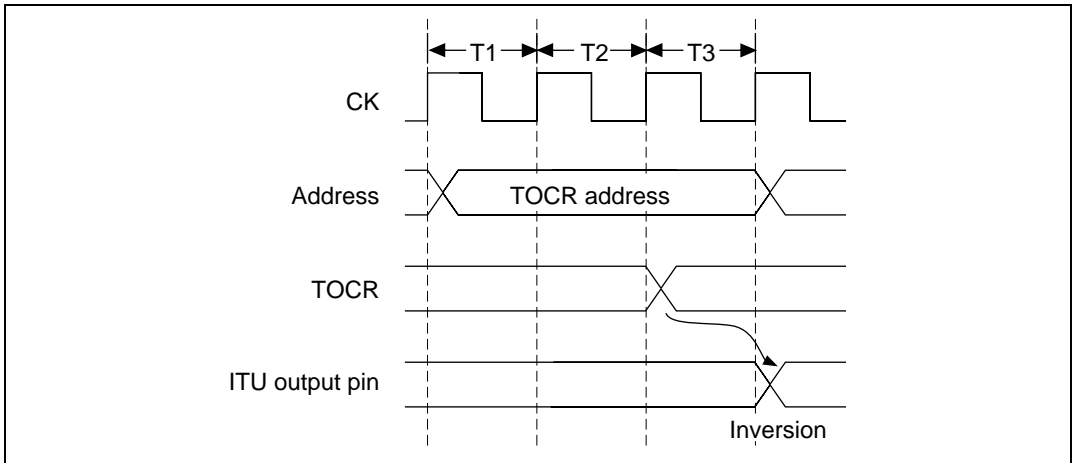 T1 T2 T3
CK
Address TOCR address
TOCR
ITU output pin
Inversion